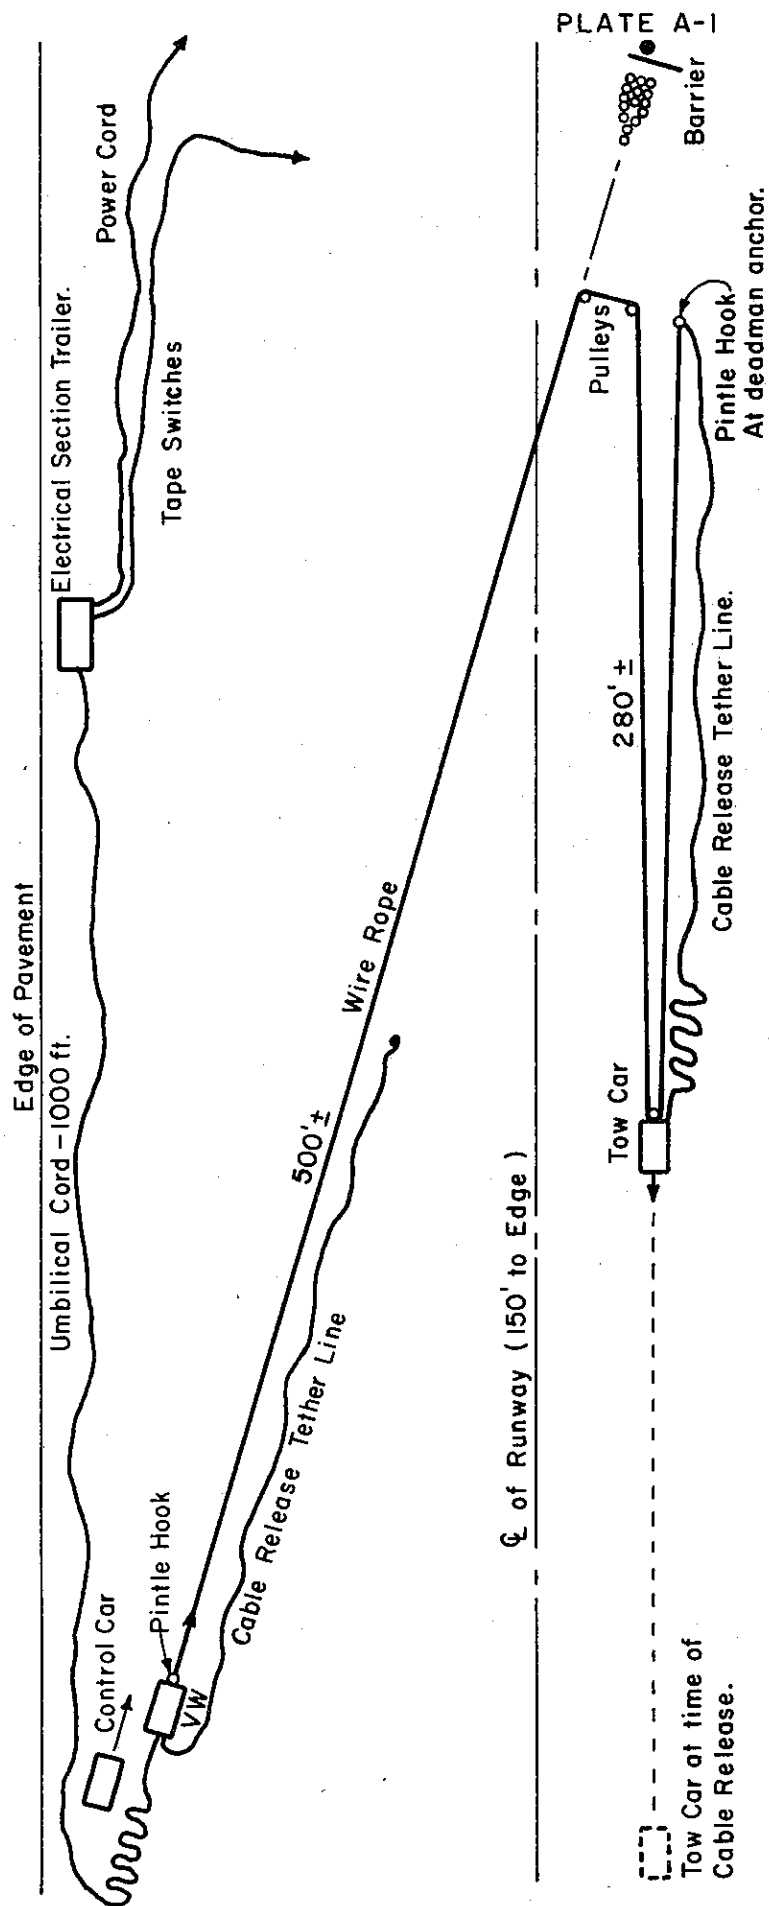 PLATE A-1
Edge of Pavement
Umbilical Cord – 1000 ft.
Electrical Section Trailer.
Power Cord
Tape Switches
Control Car
Pintle Hook
VW
Cable Release Tether Line
500' ±
Wire Rope
℄ of Runway ( 150' to Edge )
Pulleys
Barrier
Tow Car at time of
Cable Release.
Tow Car
280' ±
Cable Release Tether Line.
Pintle Hook
At deadman anchor.